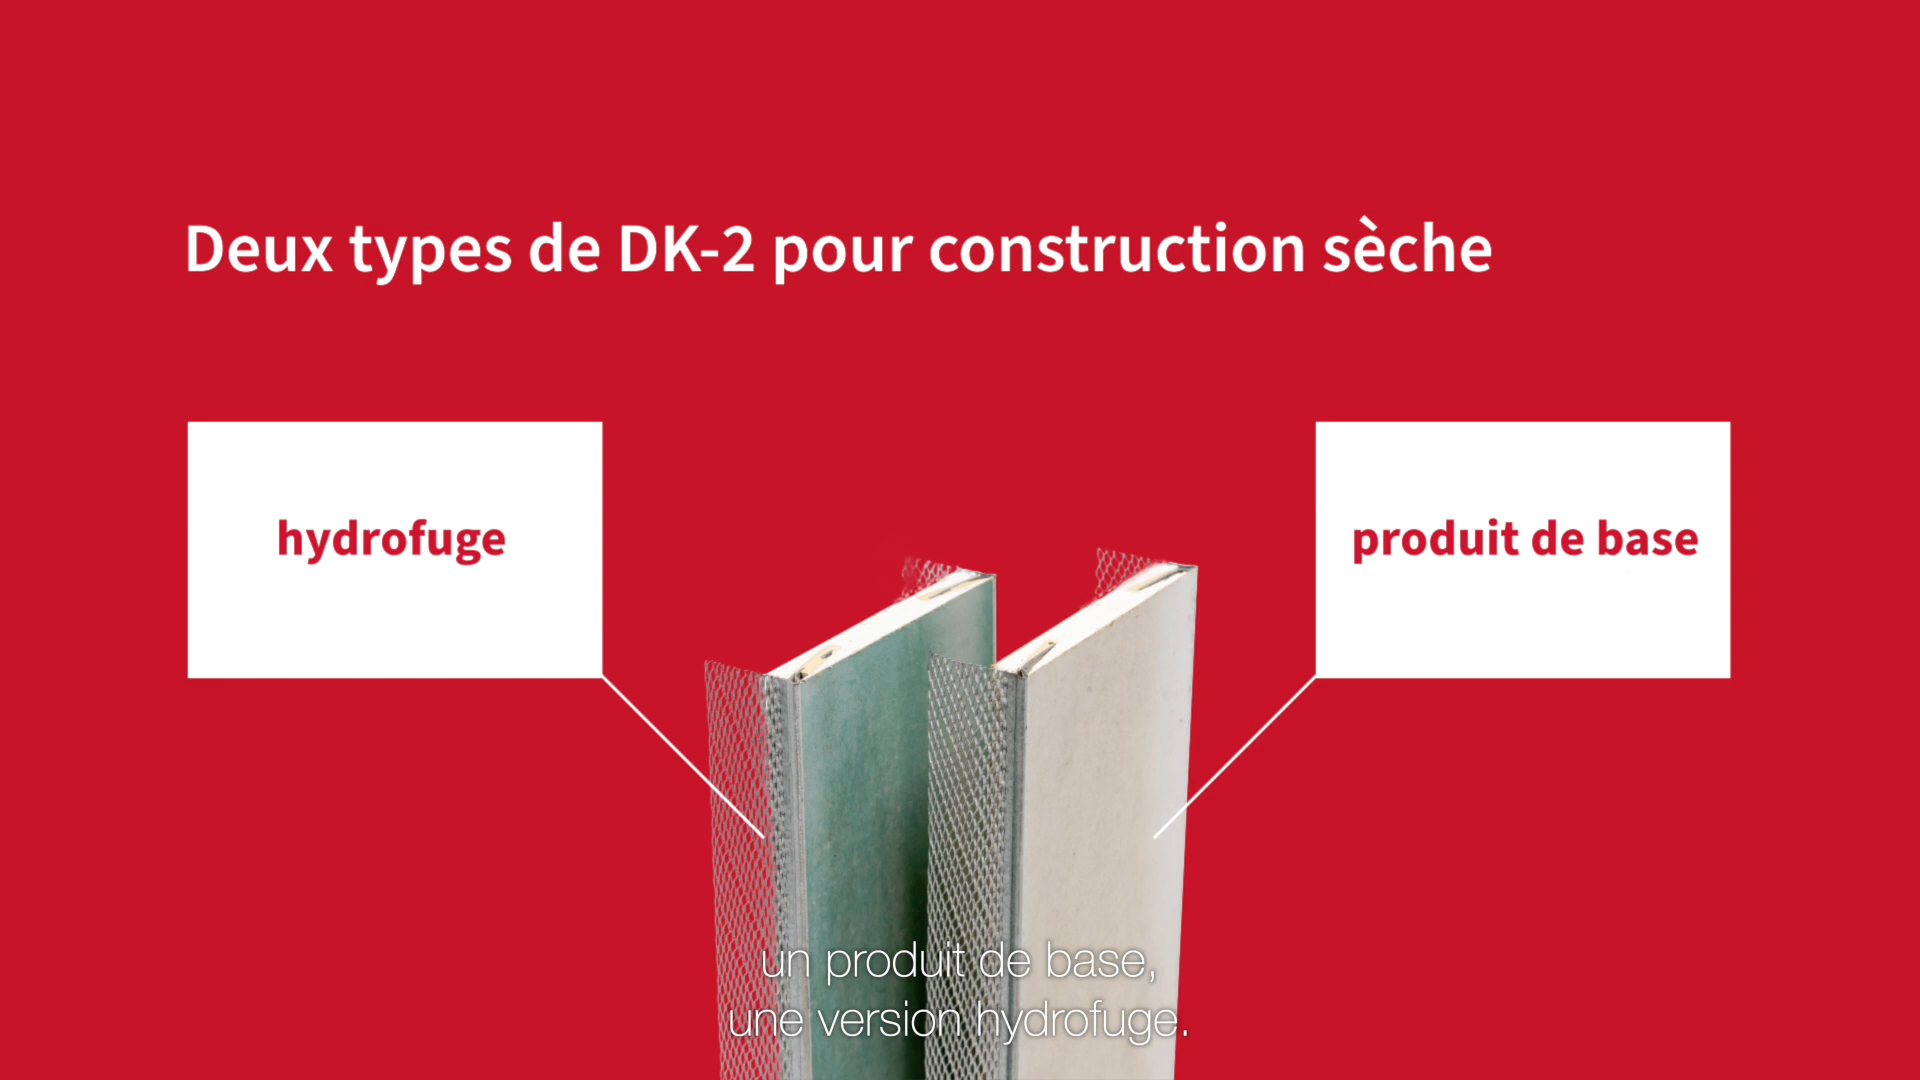 Deux types de DK-2 pour construction sèche
hydrofuge
produit de base
un produit de base,
une version hydrofuge.